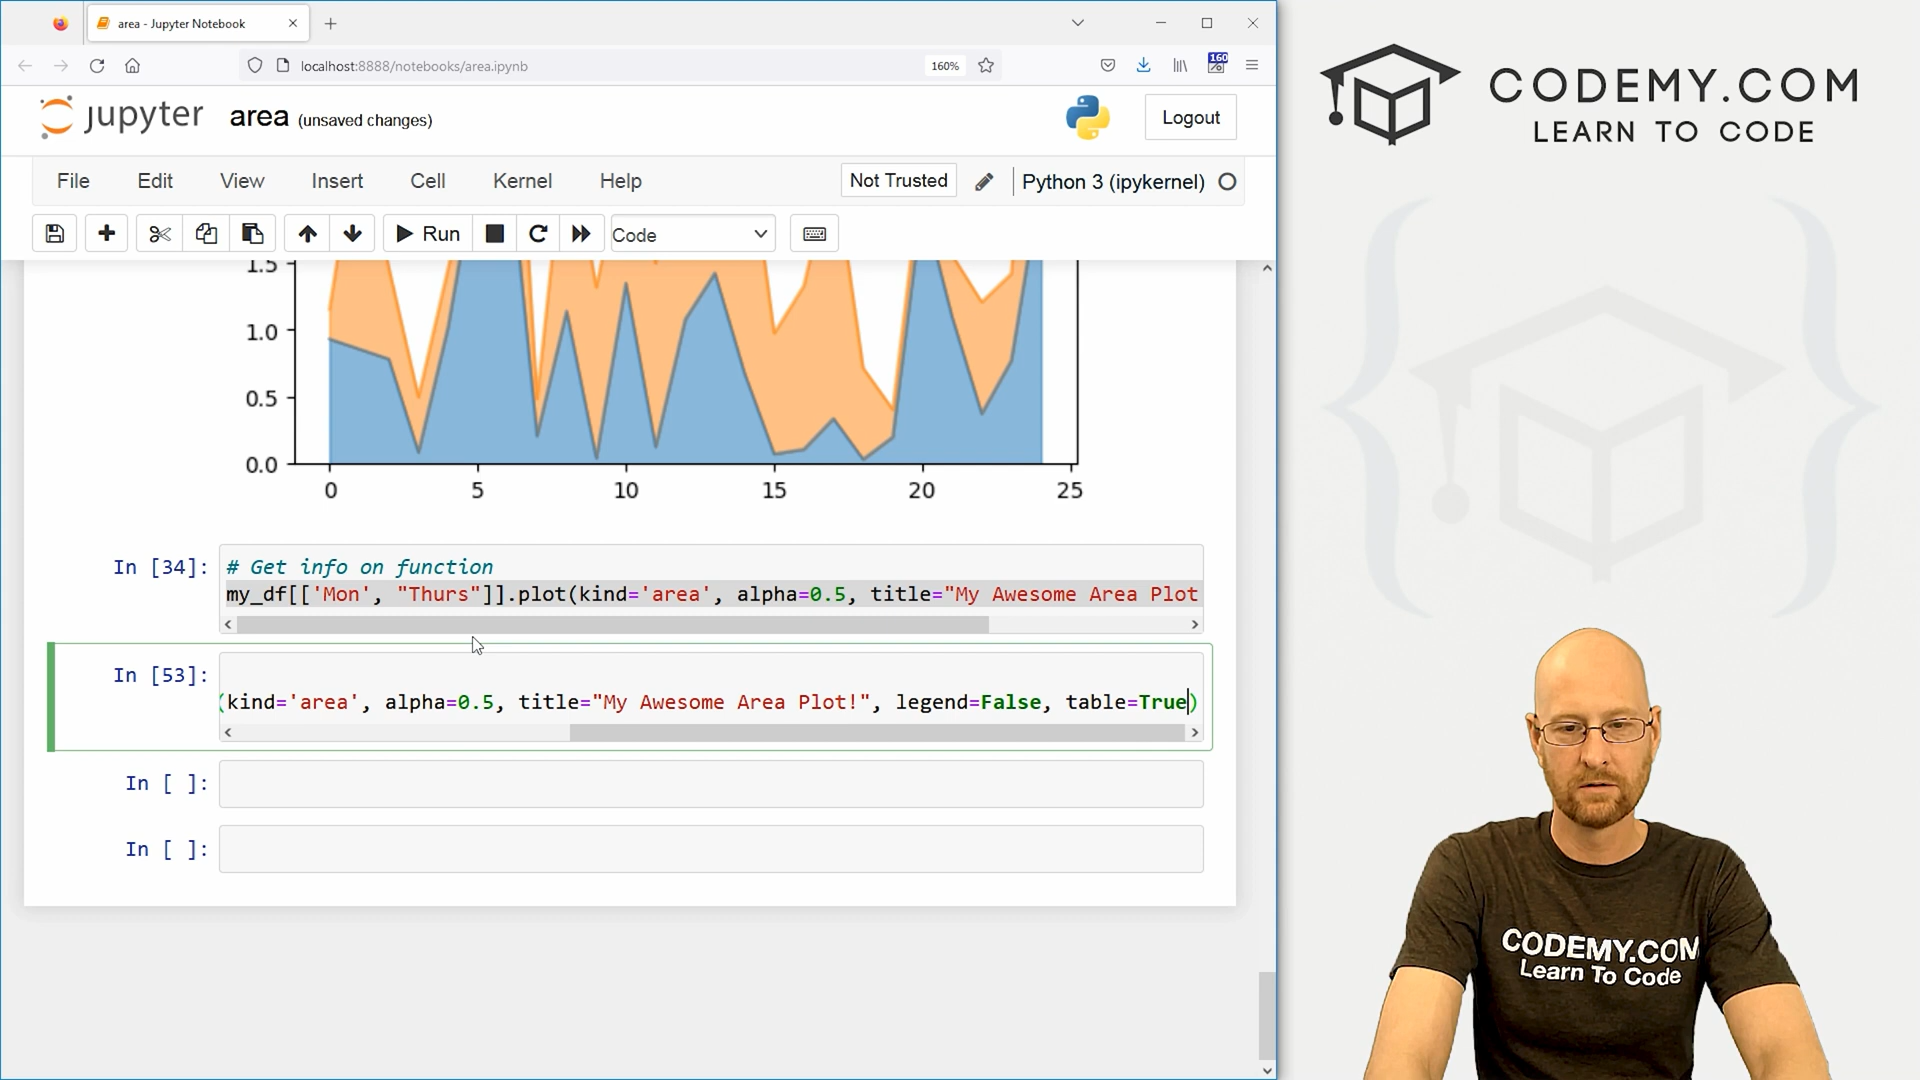 area - Jupyter Notebook
localhost:8888/notebooks/area.ipynb
160%
160
jupyter area (unsaved changes)
Logout
File Edit View Insert Cell Kernel Help
Not Trusted
Python 3 (ipykernel)
Run
Code
1.5
1.0
0.5
0.0
0 5 10 15 20 25
In [34]:
# Get info on function
my_df[['Mon', "Thurs"]].plot(kind='area', alpha=0.5, title="My Awesome Area Plot
In [53]:
(kind='area', alpha=0.5, title="My Awesome Area Plot!", legend=False, table=True)
In [ ]:
In [ ]:
CODEMY.COM
LEARN TO CODE
CODEMY.COM
Learn To Code